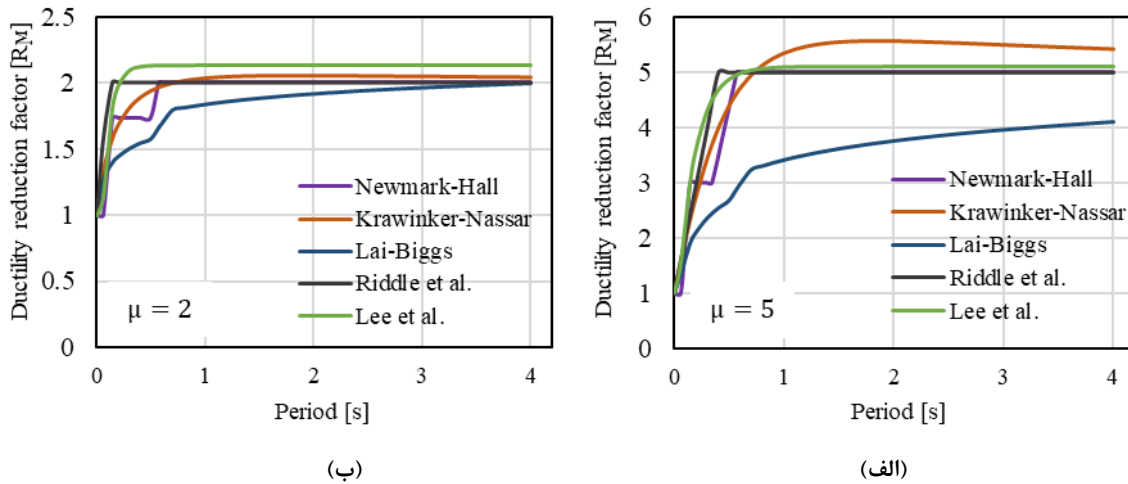 Ductility reduction factor [RM]
2.5
2
1.5
1
0.5
0
Newmark-Hall
Krawinker-Nassar
Lai-Biggs
Riddle et al.
Lee et al.
μ = 2
0 1 2 3 4
Period [s]
(ب)
Ductility reduction factor [RM]
6
5
4
3
2
1
0
Newmark-Hall
Krawinker-Nassar
Lai-Biggs
Riddle et al.
Lee et al.
μ = 5
0 1 2 3 4
Period [s]
(الف)